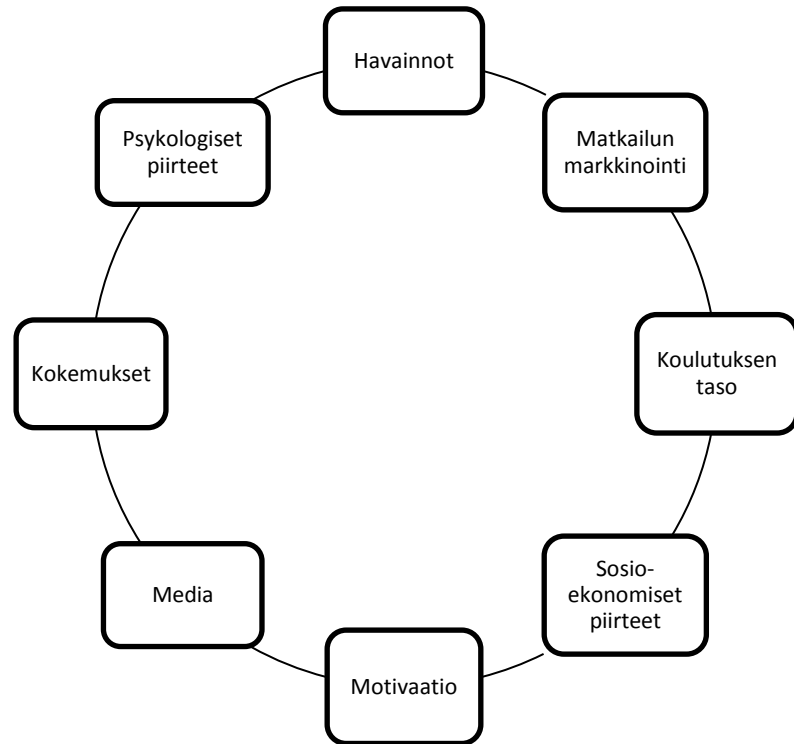 Havainnot
Matkailun
markkinointi
Koulutuksen
taso
Sosio-
ekonomiset
piirteet
Motivaatio
Media
Kokemukset
Psykologiset
piirteet